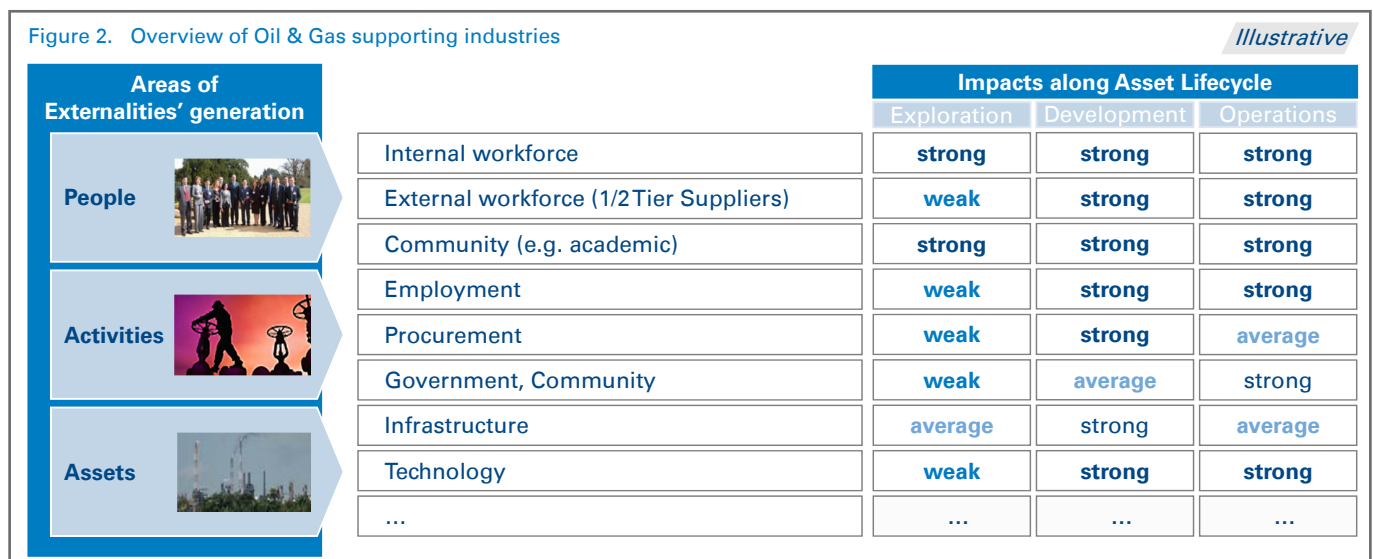 Figure 2. Overview of Oil & Gas supporting industries
Illustrative
Areas of
Externalities' generation
Impacts along Asset Lifecycle
Exploration Development Operations
People
Internal workforce strong strong strong
External workforce (1/2 Tier Suppliers) weak strong strong
Community (e.g. academic) strong strong strong
Activities
Employment weak strong strong
Procurement weak strong average
Government, Community weak average strong
Assets
Infrastructure average strong average
Technology weak strong strong
... ... ... ...